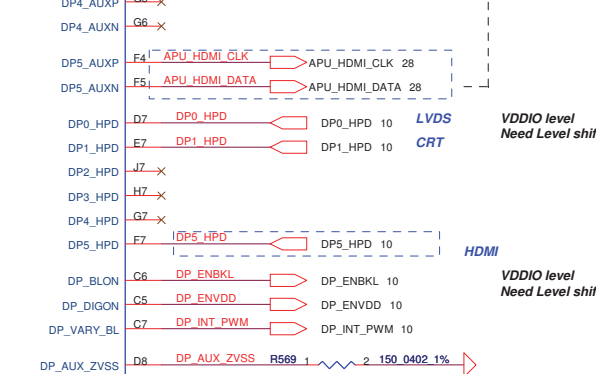 DP4_AUXP
DP4_AUXN G6
DP5_AUXP F4 APU_HDMI_CLK APU_HDMI_CLK 28
DP5_AUXN F5 APU_HDMI_DATA APU_HDMI_DATA 28
DP0_HPD D7 DP0_HPD DP0_HPD 10 LVDS VDDIO level
Need Level shif
DP1_HPD E7 DP1_HPD DP1_HPD 10 CRT
DP2_HPD J7
DP3_HPD H7
DP4_HPD G7
DP5_HPD F7 DP5_HPD DP5_HPD 10 HDMI
DP_BLON C6 DP_ENBKL DP_ENBKL 10 VDDIO level
Need Level shif
DP_DIGON C5 DP_ENVDD DP_ENVDD 10
DP_VARY_BL C7 DP_INT_PWM DP_INT_PWM 10
DP_AUX_ZVSS D8 DP_AUX_ZVSS R569 1 2 150_0402_1%